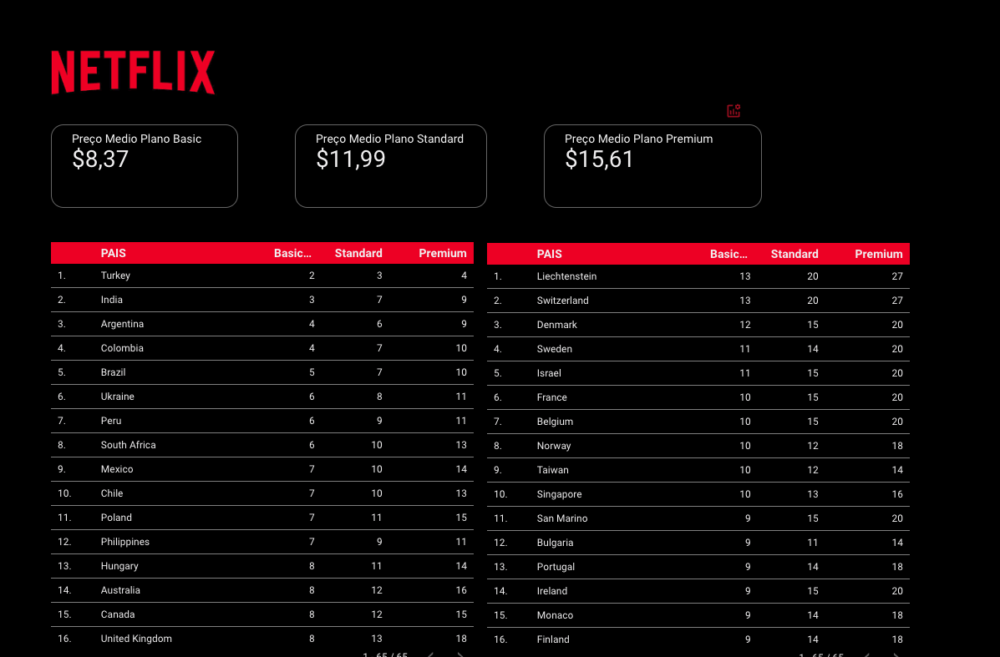 NETFLIX
Preço Medio Plano Basic
$8,37
Preço Medio Plano Standard
$11,99
Preço Medio Plano Premium
$15,61
PAIS Basic... Standard Premium
1. Turkey 2 3 4
2. India 3 7 9
3. Argentina 4 6 9
4. Colombia 4 7 10
5. Brazil 5 7 10
6. Ukraine 6 8 11
7. Peru 6 9 11
8. South Africa 6 10 13
9. Mexico 7 10 14
10. Chile 7 10 13
11. Poland 7 11 15
12. Philippines 7 9 11
13. Hungary 8 11 14
14. Australia 8 12 16
15. Canada 8 12 15
16. United Kingdom 8 13 18
1 - 65 / 65
PAIS Basic... Standard Premium
1. Liechtenstein 13 20 27
2. Switzerland 13 20 27
3. Denmark 12 15 20
4. Sweden 11 14 20
5. Israel 11 15 20
6. France 10 15 20
7. Belgium 10 15 20
8. Norway 10 12 18
9. Taiwan 10 12 14
10. Singapore 10 13 16
11. San Marino 9 15 20
12. Bulgaria 9 11 14
13. Portugal 9 14 18
14. Ireland 9 15 20
15. Monaco 9 14 18
16. Finland 9 14 18
1 - 65 / 65